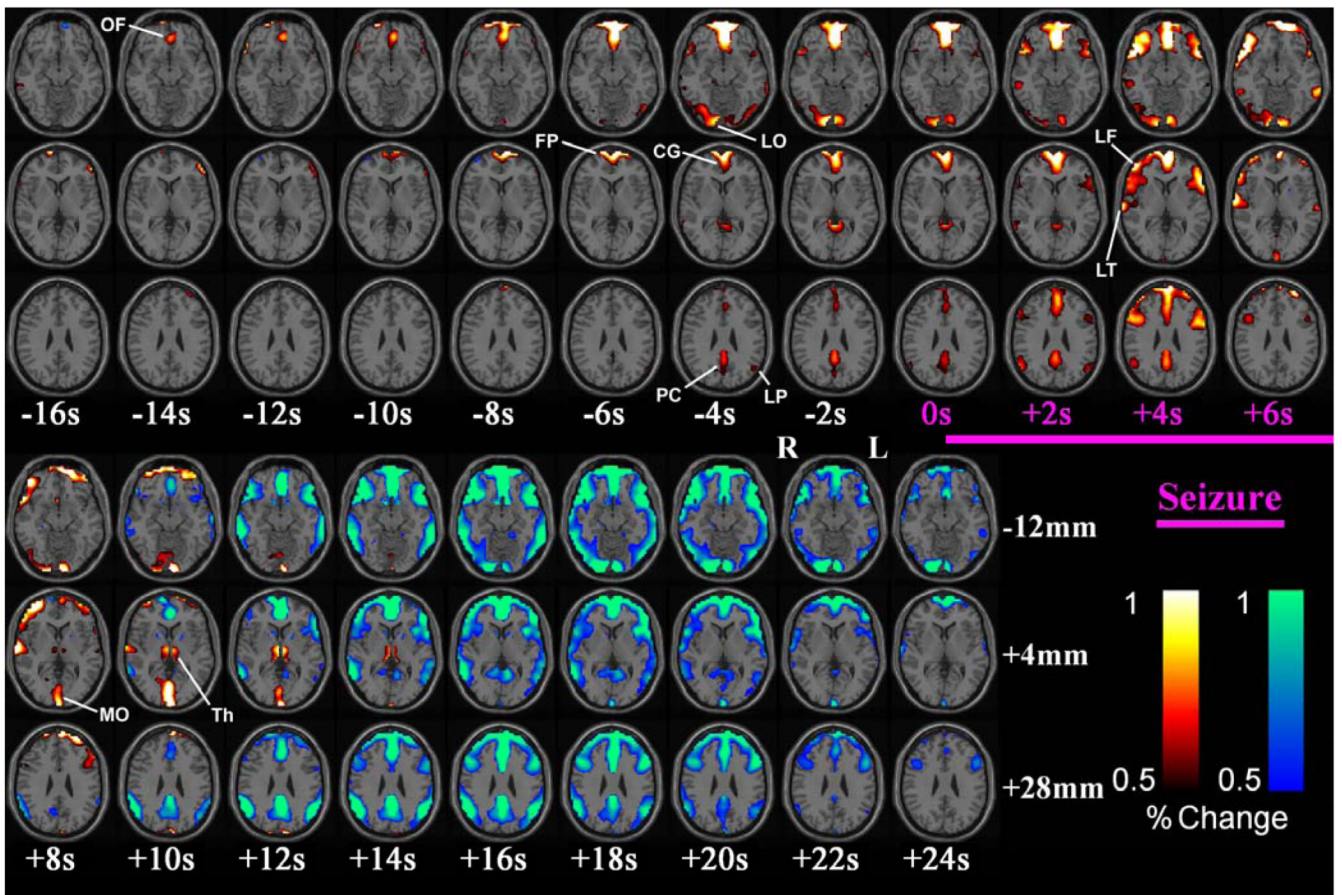 OF
FP
CG
LO
LF
LT
PC
LP
-16s -14s -12s -10s -8s -6s -4s -2s 0s +2s +4s +6s
R L
Seizure
-12mm
+4mm
+28mm
1 1
0.5 0.5
% Change
MO
Th
+8s +10s +12s +14s +16s +18s +20s +22s +24s